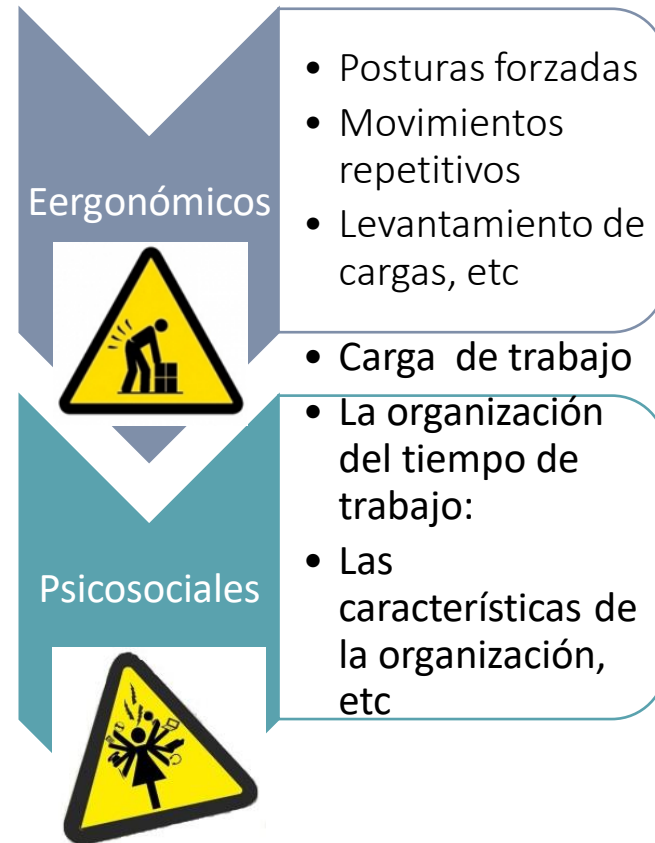 Eergonómicos
• Posturas forzadas
• Movimientos
repetitivos
• Levantamiento de
cargas, etc
Psicosociales
• Carga de trabajo
• La organización
del tiempo de
trabajo:
• Las
características de
la organización,
etc